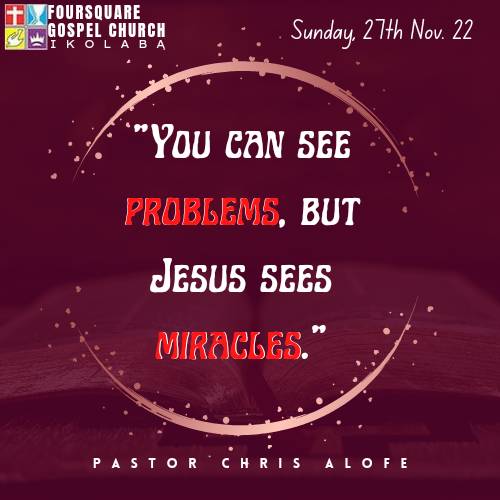 FOURSQUARE
GOSPEL CHURCH
IKOLABA
Sunday, 27th Nov. 22
"YOU CAN SEE
PROBLEMS, BUT
JESUS SEES
MIRACLES."
PASTOR CHRIS ALOFE